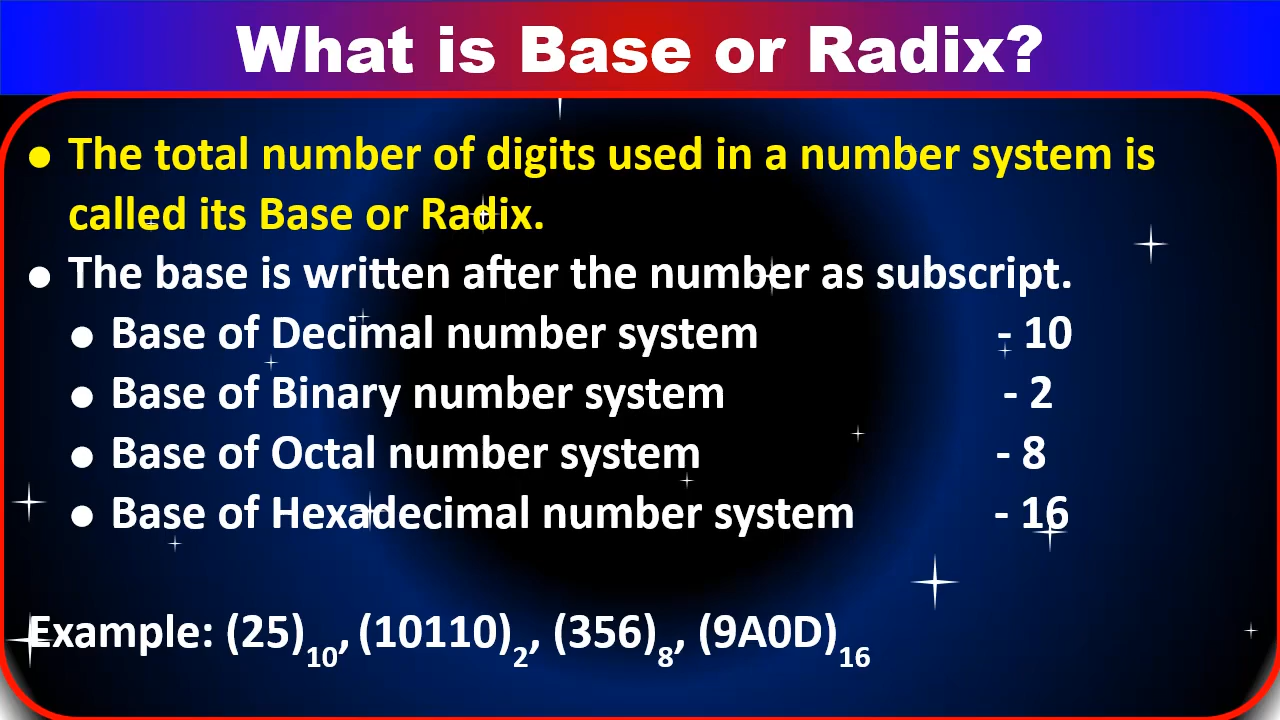 What is Base or Radix?
● The total number of digits used in a number system is
called its Base or Radix.
● The base is written after the number as subscript.
● Base of Decimal number system - 10
● Base of Binary number system - 2
● Base of Octal number system - 8
● Base of Hexadecimal number system - 16
Example: (25)₁₀, (10110)₂, (356)₈, (9A0D)₁₆